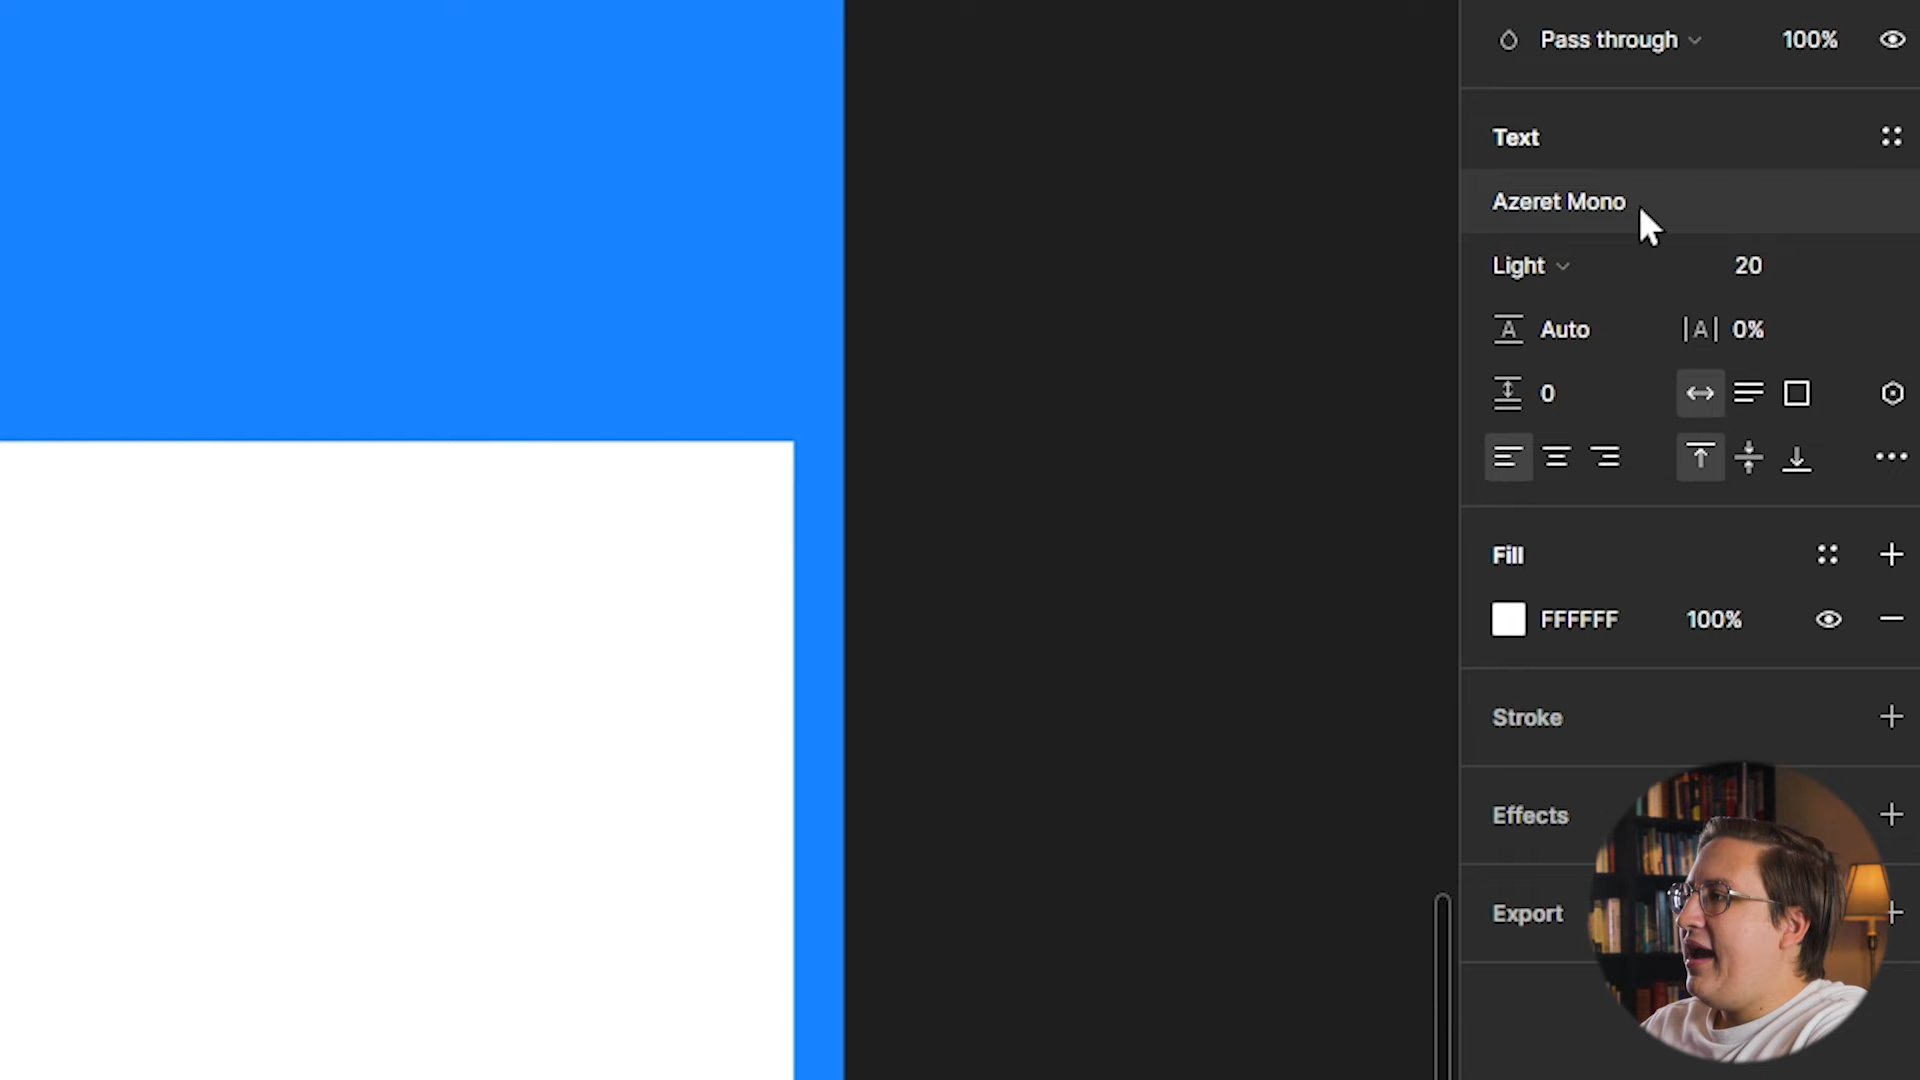 Pass through 100%
Text
Azeret Mono
Light 20
A Auto |A| 0%
0
Fill
FFFFFF 100%
Stroke
Effects
Export